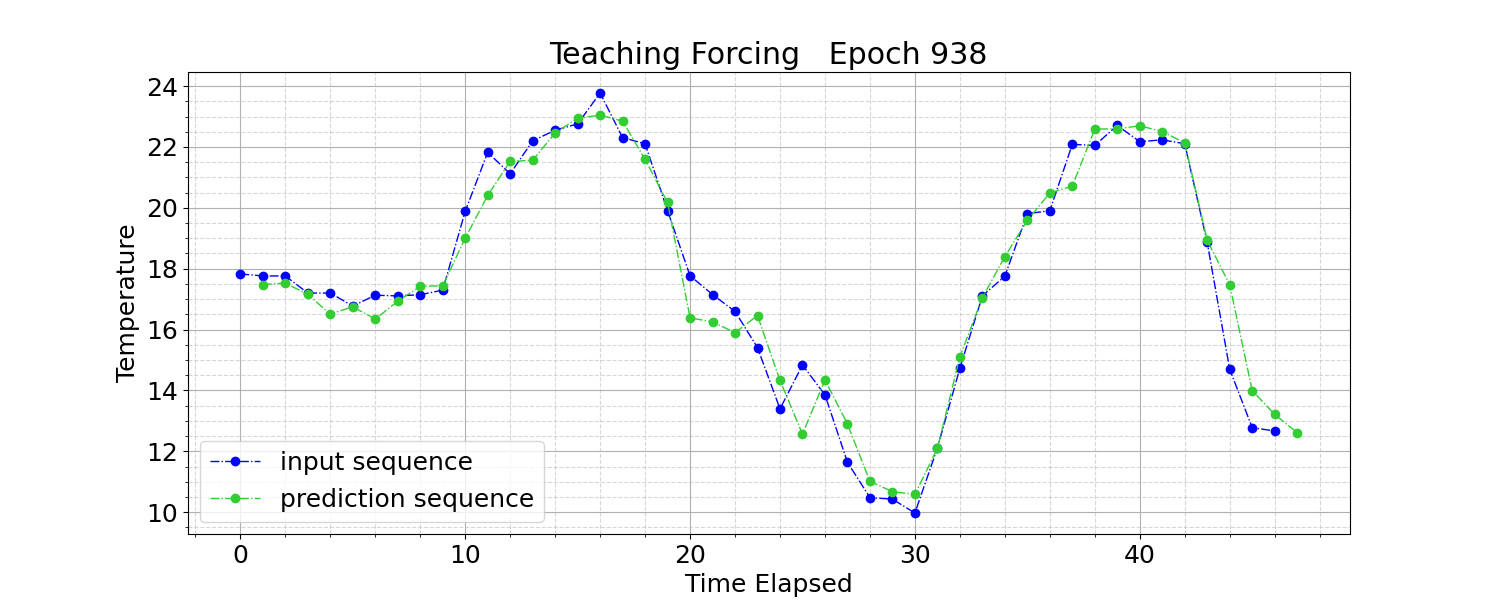 Teaching Forcing   Epoch 938
24
22
20
18
16
14
12
10
Temperature
input sequence
prediction sequence
0 10 20 30 40
Time Elapsed